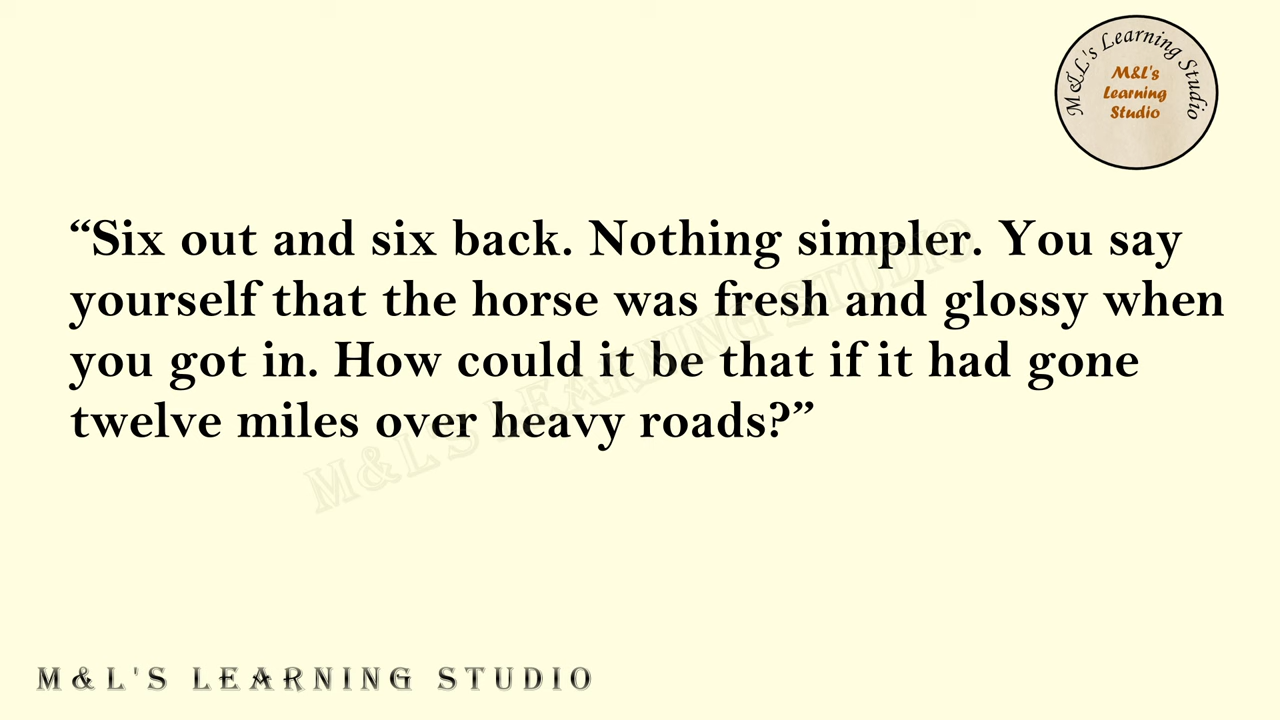 M&L's Learning Studio
M&L's
Learning
Studio
“Six out and six back. Nothing simpler. You say
yourself that the horse was fresh and glossy when
you got in. How could it be that if it had gone
twelve miles over heavy roads?”
M&L'S LEARNING STUDIO
M&L'S LEARNING STUDIO